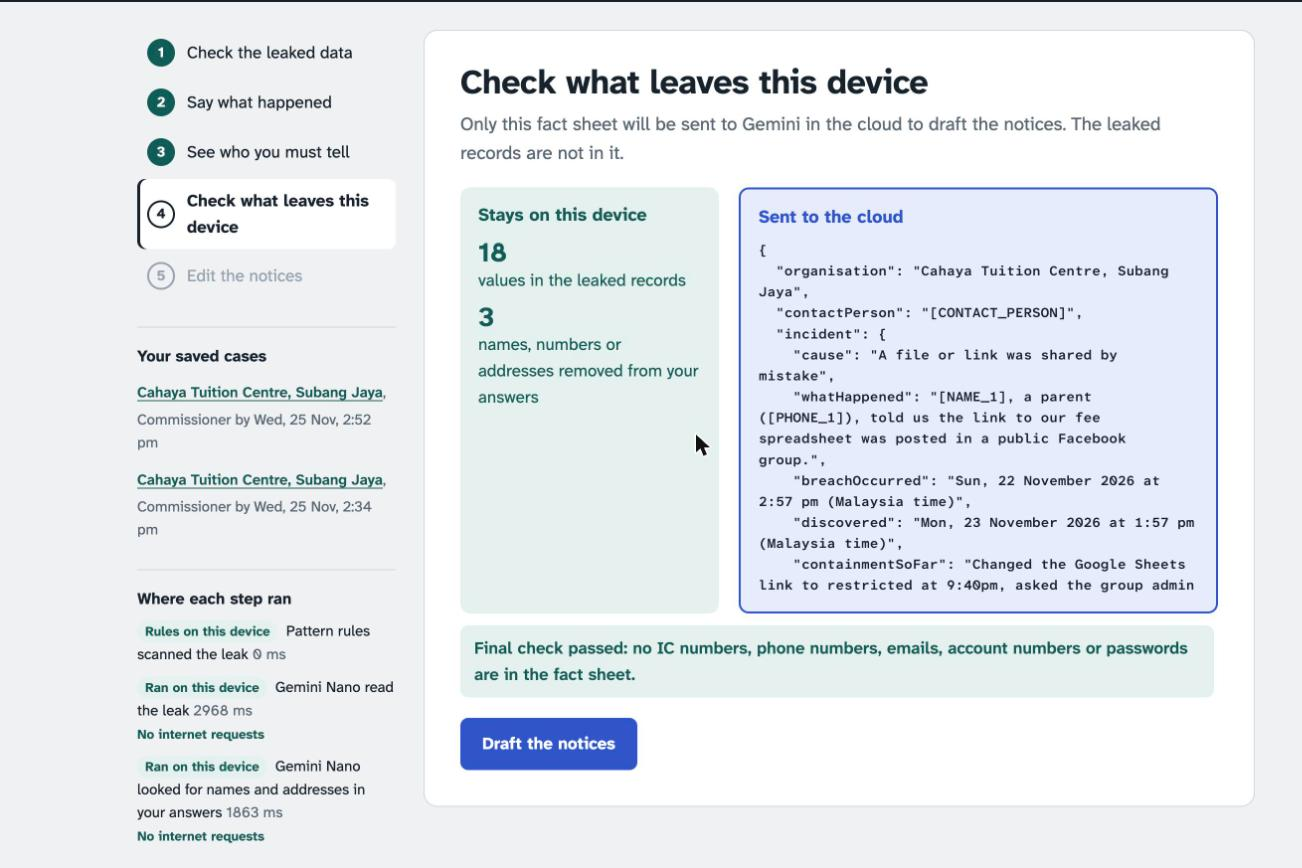 1 Check the leaked data
2 Say what happened
3 See who you must tell
4 Check what leaves this
device
5 Edit the notices
Your saved cases
Cahaya Tuition Centre, Subang Jaya,
Commissioner by Wed, 25 Nov, 2:52
pm
Cahaya Tuition Centre, Subang Jaya,
Commissioner by Wed, 25 Nov, 2:34
pm
Where each step ran
Rules on this device Pattern rules
scanned the leak 0 ms
Ran on this device Gemini Nano read
the leak 2968 ms
No internet requests
Ran on this device Gemini Nano
looked for names and addresses in
your answers 1863 ms
No internet requests
Check what leaves this device
Only this fact sheet will be sent to Gemini in the cloud to draft the notices. The leaked
records are not in it.
Stays on this device
18
values in the leaked records
3
names, numbers or
addresses removed from your
answers
Sent to the cloud
{
"organisation": "Cahaya Tuition Centre, Subang
Jaya",
"contactPerson": "[CONTACT_PERSON]",
"incident": {
"cause": "A file or link was shared by
mistake",
"whatHappened": "[NAME_1], a parent
([PHONE_1]), told us the link to our fee
spreadsheet was posted in a public Facebook
group.",
"breachOccurred": "Sun, 22 November 2026 at
2:57 pm (Malaysia time)",
"discovered": "Mon, 23 November 2026 at 1:57 pm
(Malaysia time)",
"containmentSoFar": "Changed the Google Sheets
link to restricted at 9:40pm, asked the group admin
Final check passed: no IC numbers, phone numbers, emails, account numbers or passwords
are in the fact sheet.
Draft the notices